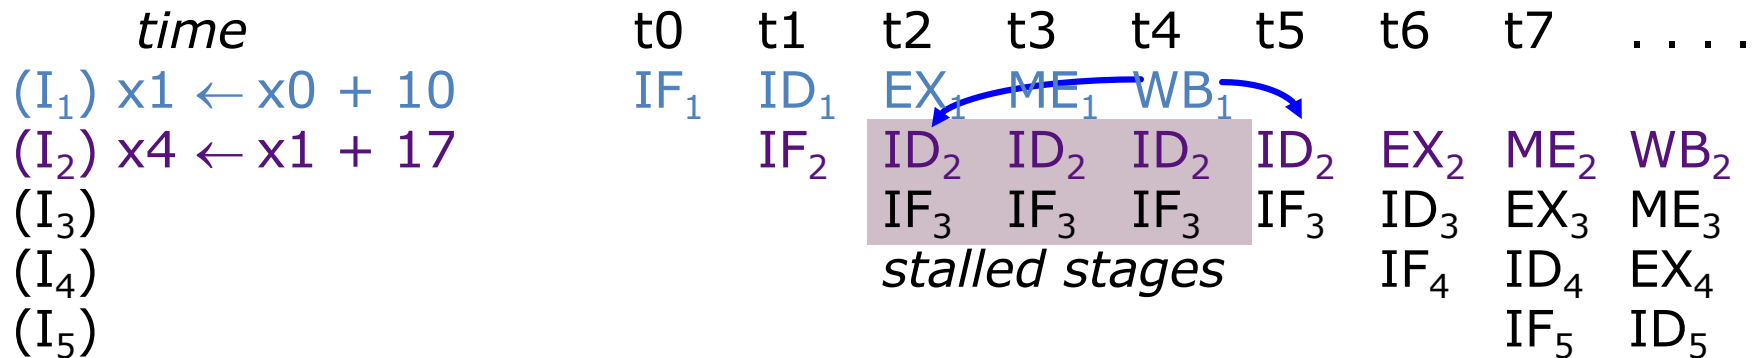 time t0 t1 t2 t3 t4 t5 t6 t7 . . . .
(I₁) x1 ← x0 + 10 IF₁ ID₁ EX₁ ME₁ WB₁
(I₂) x4 ← x1 + 17 IF₂ ID₂ ID₂ ID₂ ID₂ EX₂ ME₂ WB₂
(I₃) IF₃ IF₃ IF₃ IF₃ ID₃ EX₃ ME₃
(I₄) stalled stages IF₄ ID₄ EX₄
(I₅) IF₅ ID₅